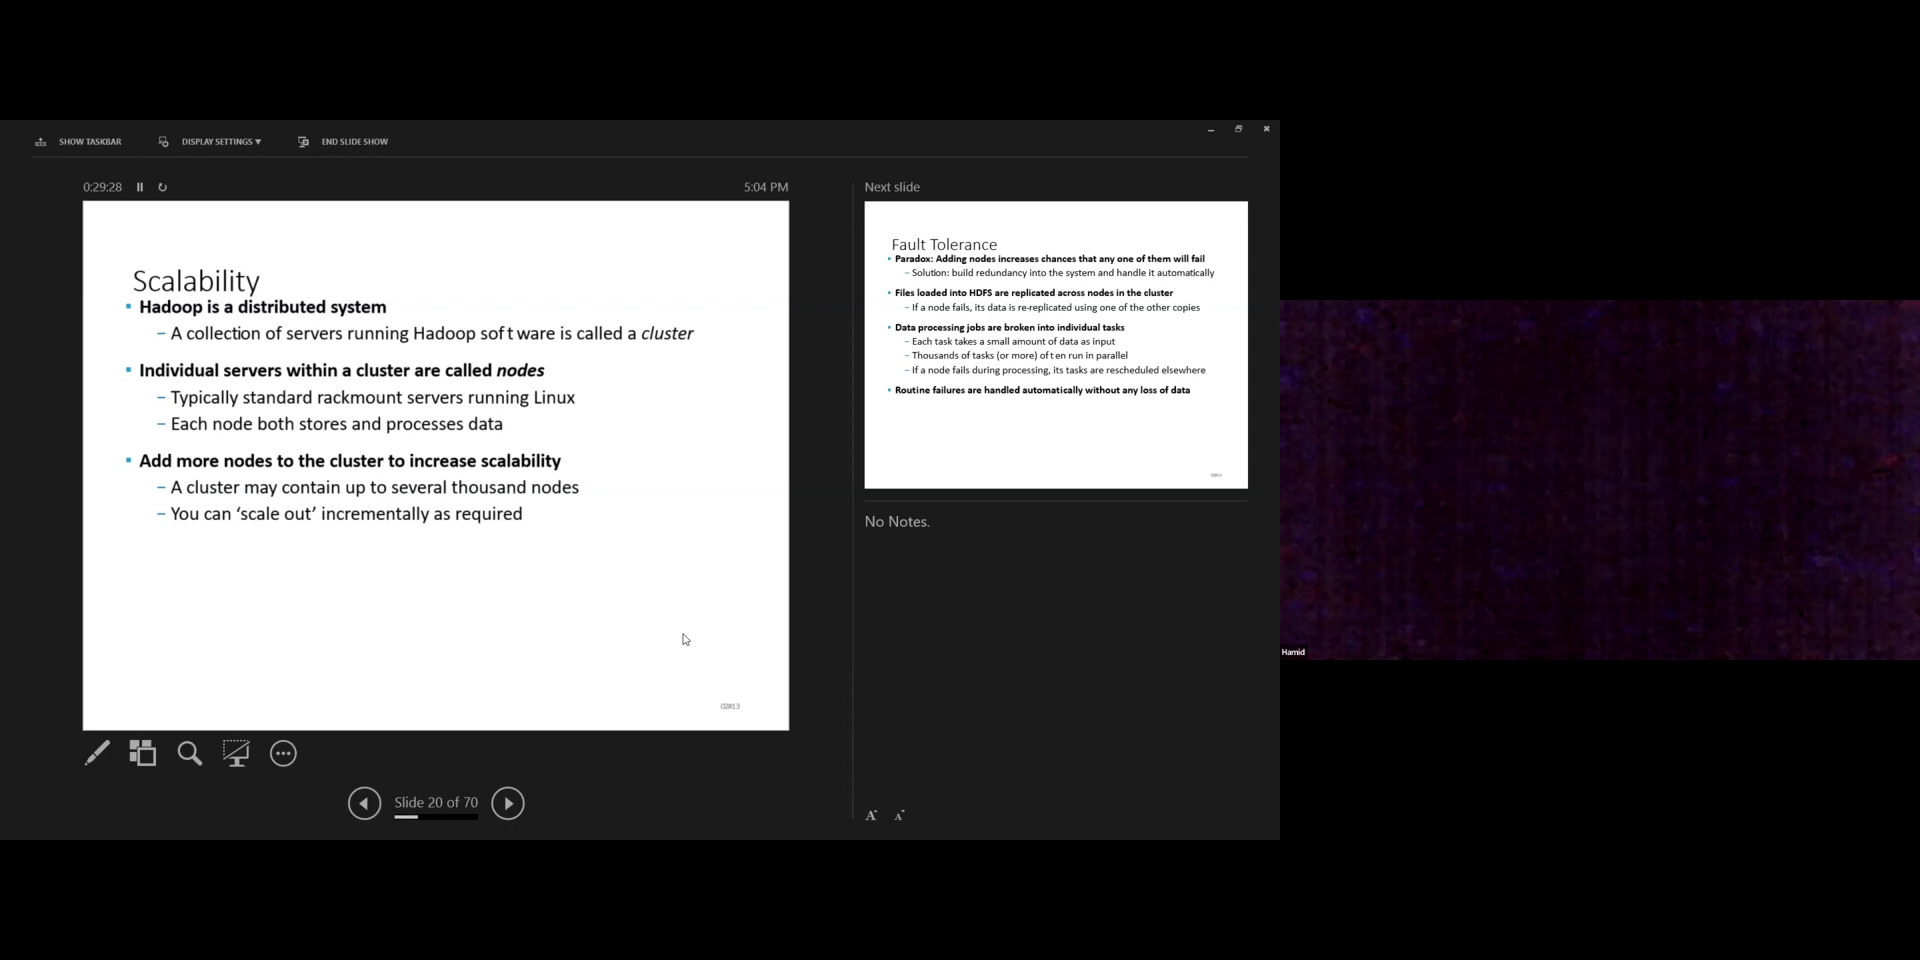 SHOW TASKBAR DISPLAY SETTINGS ▼ END SLIDE SHOW
0:29:28 5:04 PM
Scalability
▪ Hadoop is a distributed system
– A collection of servers running Hadoop soft ware is called a cluster
▪ Individual servers within a cluster are called nodes
– Typically standard rackmount servers running Linux
– Each node both stores and processes data
▪ Add more nodes to the cluster to increase scalability
– A cluster may contain up to several thousand nodes
– You can ‘scale out’ incrementally as required
Slide 20 of 70
Next slide
Fault Tolerance
▪ Paradox: Adding nodes increases chances that any one of them will fail
– Solution: build redundancy into the system and handle it automatically
▪ Files loaded into HDFS are replicated across nodes in the cluster
– If a node fails, its data is re-replicated using one of the other copies
▪ Data processing jobs are broken into individual tasks
– Each task takes a small amount of data as input
– Thousands of tasks (or more) often run in parallel
– If a node fails during processing, its tasks are rescheduled elsewhere
▪ Routine failures are handled automatically without any loss of data
No Notes.
A A
Hamid